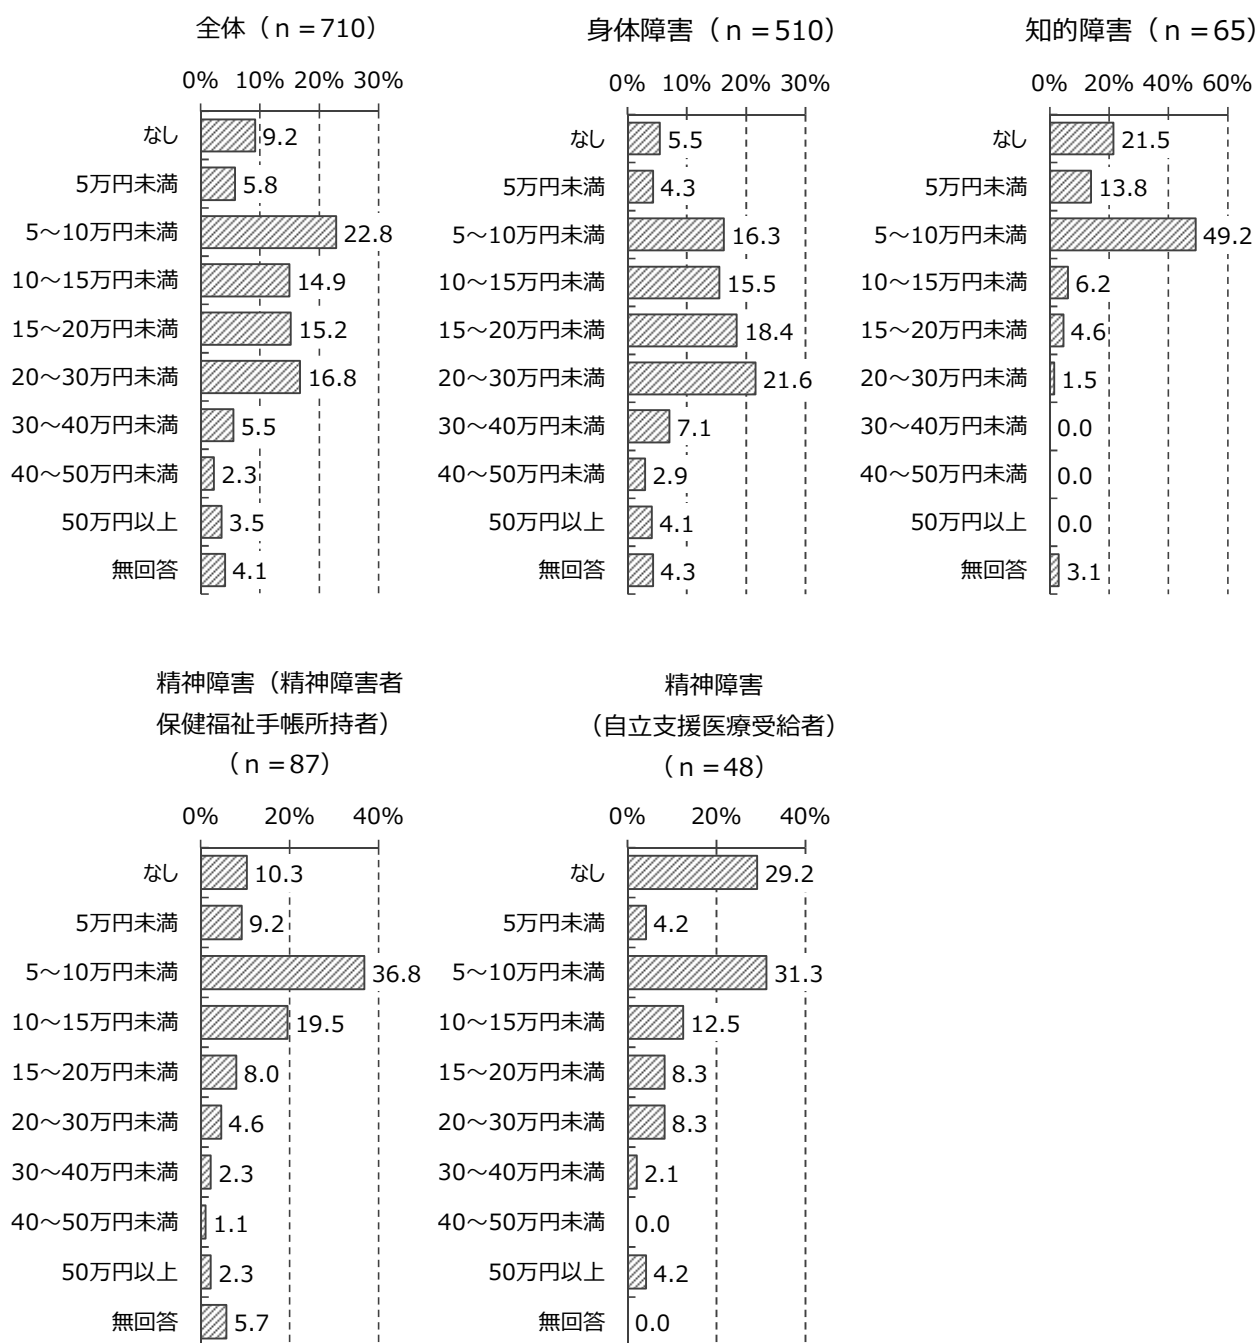 全体（ｎ＝710）
0% 10% 20% 30%
なし 9.2
5万円未満 5.8
5～10万円未満 22.8
10～15万円未満 14.9
15～20万円未満 15.2
20～30万円未満 16.8
30～40万円未満 5.5
40～50万円未満 2.3
50万円以上 3.5
無回答 4.1
身体障害（ｎ＝510）
0% 10% 20% 30%
なし 5.5
5万円未満 4.3
5～10万円未満 16.3
10～15万円未満 15.5
15～20万円未満 18.4
20～30万円未満 21.6
30～40万円未満 7.1
40～50万円未満 2.9
50万円以上 4.1
無回答 4.3
知的障害（ｎ＝65）
0% 20% 40% 60%
なし 21.5
5万円未満 13.8
5～10万円未満 49.2
10～15万円未満 6.2
15～20万円未満 4.6
20～30万円未満 1.5
30～40万円未満 0.0
40～50万円未満 0.0
50万円以上 0.0
無回答 3.1
精神障害（精神障害者
保健福祉手帳所持者）
（ｎ＝87）
0% 20% 40%
なし 10.3
5万円未満 9.2
5～10万円未満 36.8
10～15万円未満 19.5
15～20万円未満 8.0
20～30万円未満 4.6
30～40万円未満 2.3
40～50万円未満 1.1
50万円以上 2.3
無回答 5.7
精神障害
（自立支援医療受給者）
（ｎ＝48）
0% 20% 40%
なし 29.2
5万円未満 4.2
5～10万円未満 31.3
10～15万円未満 12.5
15～20万円未満 8.3
20～30万円未満 8.3
30～40万円未満 2.1
40～50万円未満 0.0
50万円以上 4.2
無回答 0.0